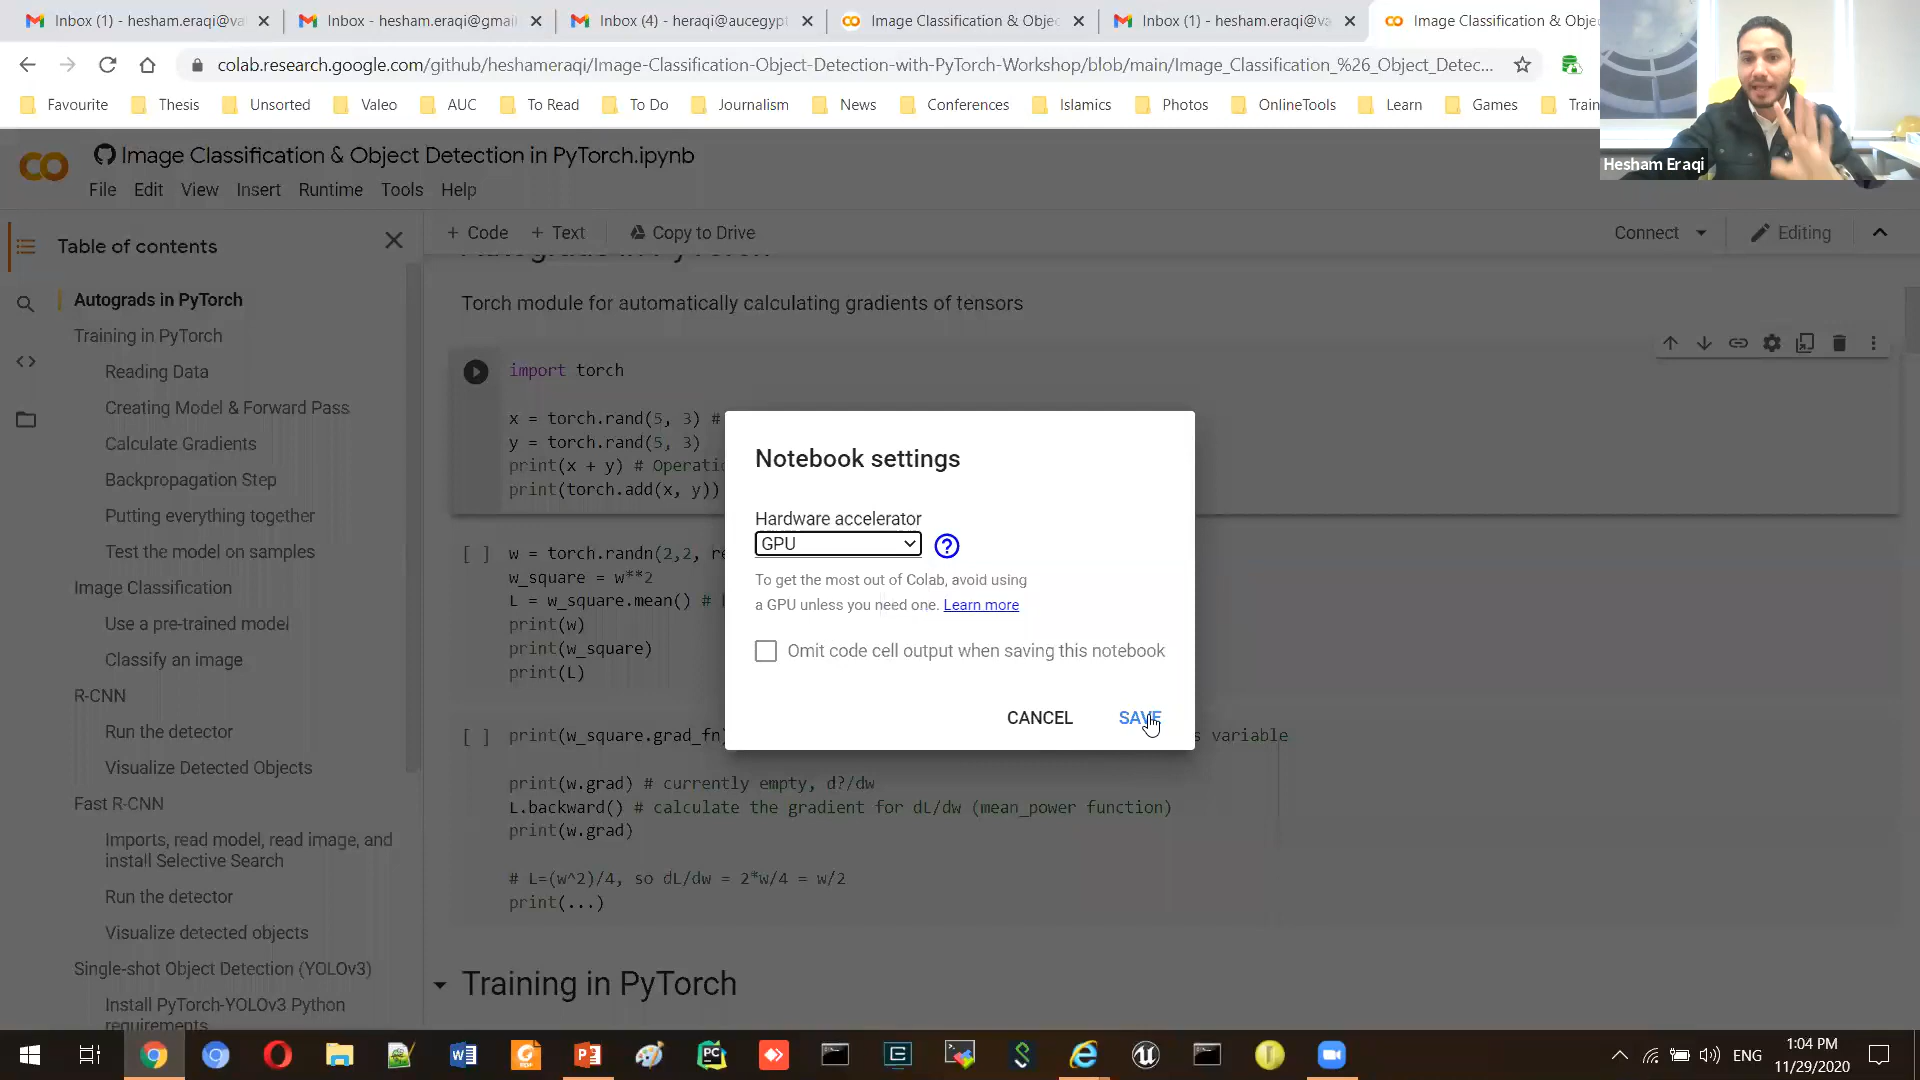 Inbox (1) - hesham.eraqi@va
Inbox - hesham.eraqi@gmai
Inbox (4) - heraqi@aucegypt
Image Classification & Objec
Inbox (1) - hesham.eraqi@va
Image Classification & Obje
colab.research.google.com/github/heshameraqi/Image-Classification-Object-Detection-with-PyTorch-Workshop/blob/main/Image_Classification_%26_Object_Detec...
Favourite
Thesis
Unsorted
Valeo
AUC
To Read
To Do
Journalism
News
Conferences
Islamics
Photos
OnlineTools
Learn
Games
Train
Hesham Eraqi
Image Classification & Object Detection in PyTorch.ipynb
File Edit View Insert Runtime Tools Help
Table of contents
+ Code + Text Copy to Drive
Connect
Editing
Autograds in PyTorch
Training in PyTorch
Reading Data
Creating Model & Forward Pass
Calculate Gradients
Backpropagation Step
Putting everything together
Test the model on samples
Image Classification
Use a pre-trained model
Classify an image
R-CNN
Run the detector
Visualize Detected Objects
Fast R-CNN
Imports, read model, read image, and
install Selective Search
Run the detector
Visualize detected objects
Single-shot Object Detection (YOLOv3)
Install PyTorch-YOLOv3 Python
requirements
Autograds in PyTorch
Torch module for automatically calculating gradients of tensors
import torch
x = torch.rand(5, 3) #
y = torch.rand(5, 3)
print(x + y) # Operatio
print(torch.add(x, y))
[ ] w = torch.randn(2,2, re
w_square = w**2
L = w_square.mean() #
print(w)
print(w_square)
print(L)
[ ] print(w_square.grad_fn) s variable
print(w.grad) # currently empty, d?/dw
L.backward() # calculate the gradient for dL/dw (mean_power function)
print(w.grad)
# L=(w^2)/4, so dL/dw = 2*w/4 = w/2
print(...)
Training in PyTorch
Notebook settings
Hardware accelerator
GPU
?
To get the most out of Colab, avoid using
a GPU unless you need one. Learn more
Omit code cell output when saving this notebook
CANCEL SAVE
ENG
1:04 PM
11/29/2020